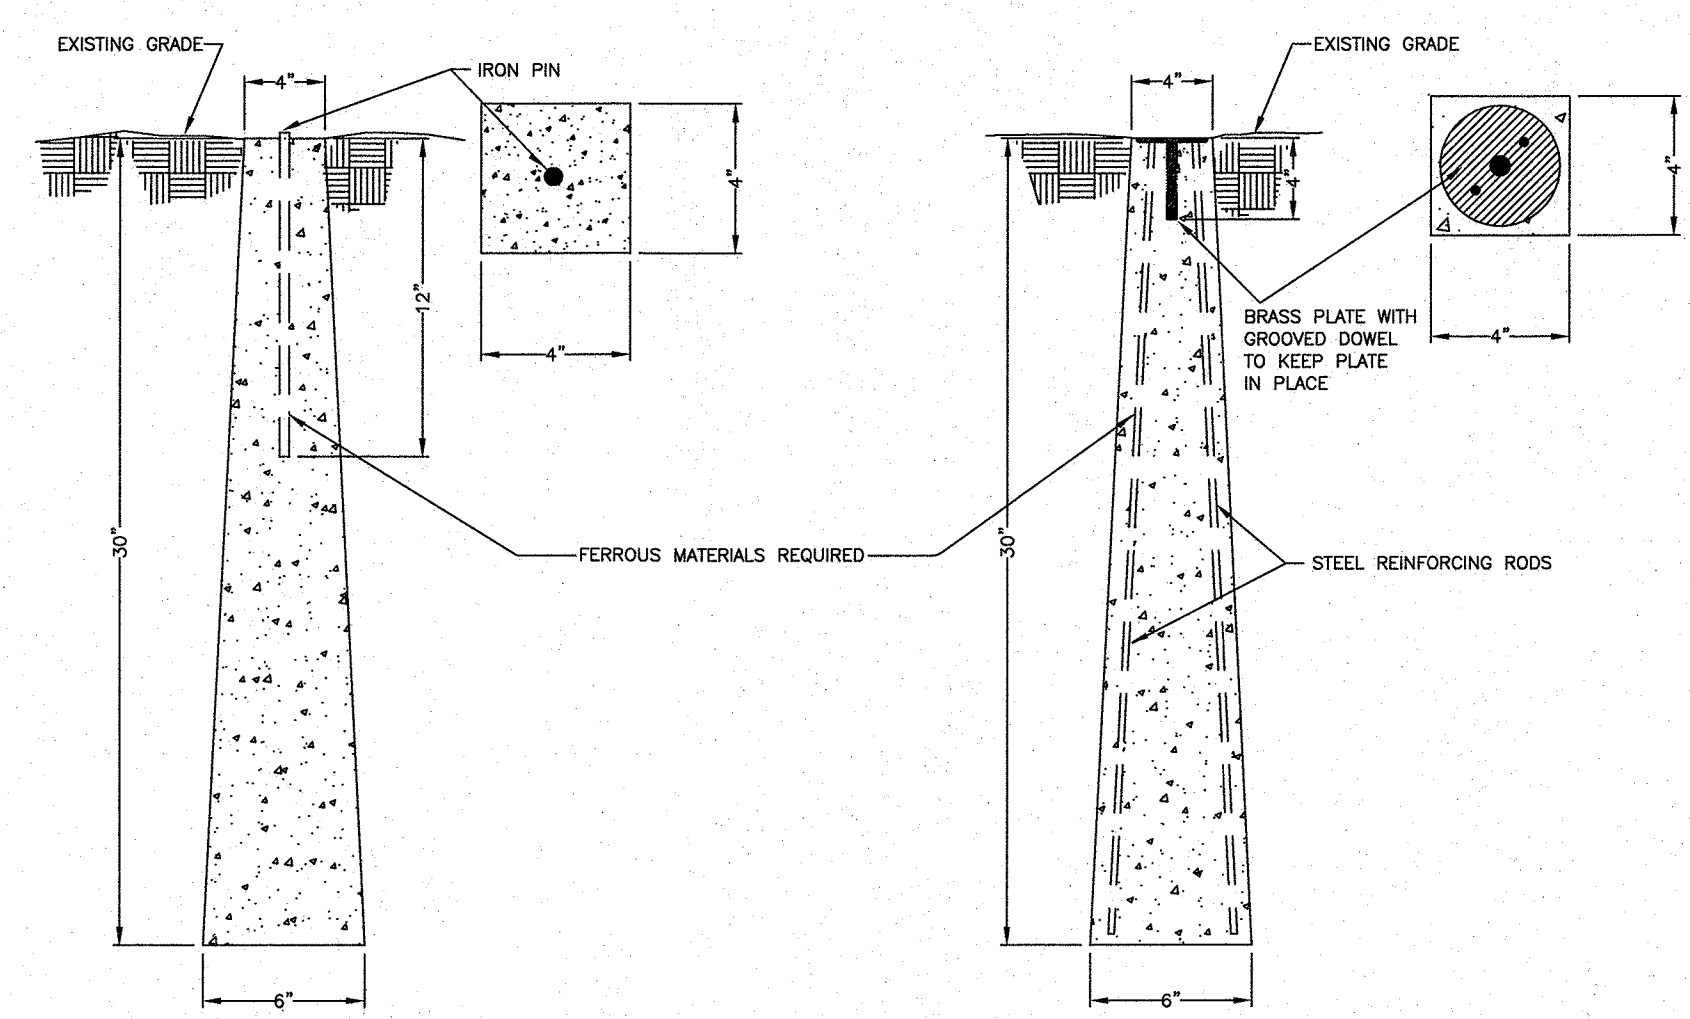 EXISTING GRADE
4"
IRON PIN
4"
12"
4"
30"
FERROUS MATERIALS REQUIRED
6"
EXISTING GRADE
4"
4"
4"
BRASS PLATE WITH
GROOVED DOWEL
TO KEEP PLATE
IN PLACE
4"
30"
STEEL REINFORCING RODS
6"